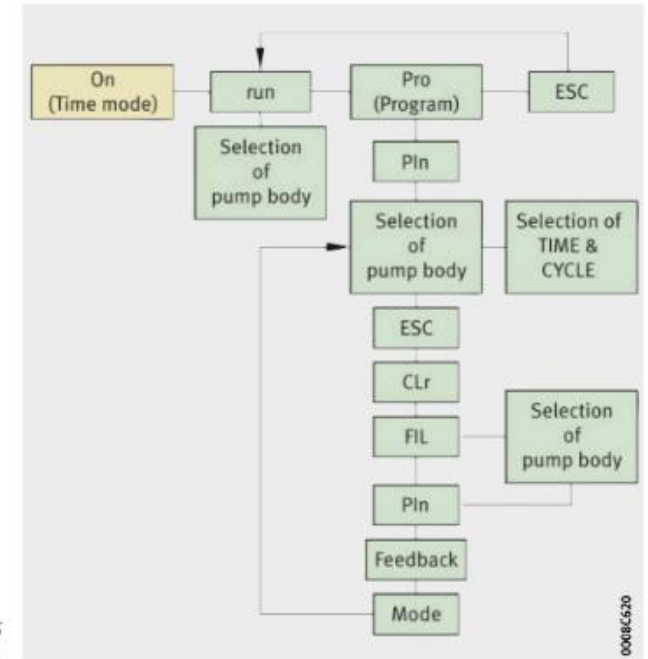 On
(Time mode)
run
Pro
(Program)
ESC
Selection
of
pump body
PIn
Selection
of
pump body
Selection of
TIME &
CYCLE
ESC
CLr
FIL
Selection
of
pump body
PIn
Feedback
Mode
0008C620